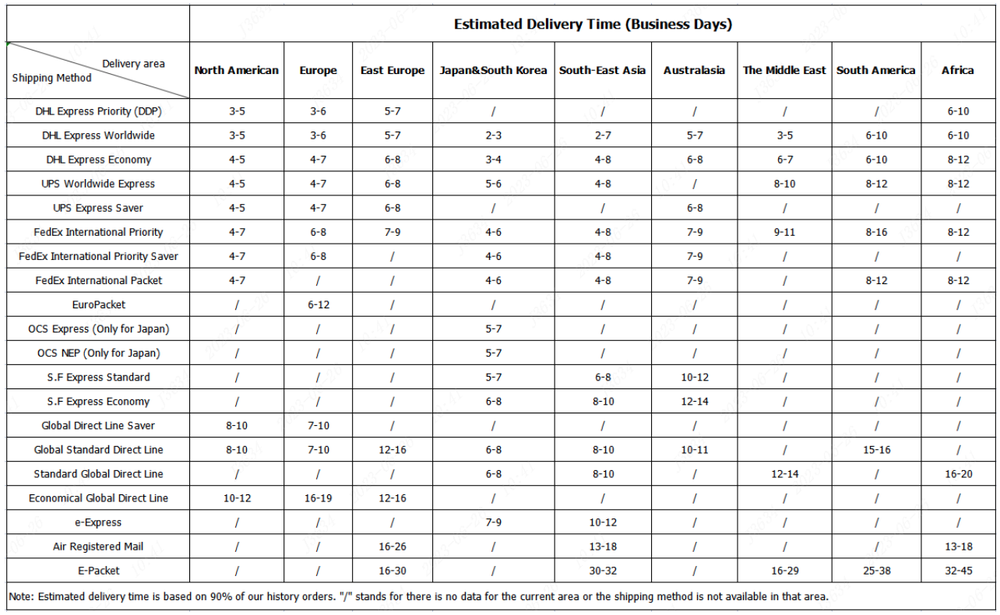 Estimated Delivery Time (Business Days)
Delivery area
Shipping Method
North American Europe East Europe Japan&South Korea South-East Asia Australasia The Middle East South America Africa
DHL Express Priority (DDP) 3-5 3-6 5-7 / / / / / 6-10
DHL Express Worldwide 3-5 3-6 5-7 2-3 2-7 5-7 3-5 6-10 6-10
DHL Express Economy 4-5 4-7 6-8 3-4 4-8 6-8 6-7 6-10 8-12
UPS Worldwide Express 4-5 4-7 6-8 5-6 4-8 / 8-10 8-12 8-12
UPS Express Saver 4-5 4-7 6-8 / / 6-8 / / /
FedEx International Priority 4-7 6-8 7-9 4-6 4-8 7-9 9-11 8-16 8-12
FedEx International Priority Saver 4-7 6-8 / 4-6 4-8 7-9 / / /
FedEx International Packet 4-7 / / 4-6 4-8 7-9 / 8-12 8-12
EuroPacket / 6-12 / / / / / / /
OCS Express (Only for Japan) / / / 5-7 / / / / /
OCS NEP (Only for Japan) / / / 5-7 / / / / /
S.F Express Standard / / / 5-7 6-8 10-12 / / /
S.F Express Economy / / / 6-8 8-10 12-14 / / /
Global Direct Line Saver 8-10 7-10 / / / / / / /
Global Standard Direct Line 8-10 7-10 12-16 6-8 8-10 10-11 / 15-16 /
Standard Global Direct Line / / / 6-8 8-10 / 12-14 / 16-20
Economical Global Direct Line 10-12 16-19 12-16 / / / / / /
e-Express / / / 7-9 10-12 / / / /
Air Registered Mail / / 16-26 / 13-18 / / / 13-18
E-Packet / / 16-30 / 30-32 / 16-29 25-38 32-45
Note: Estimated delivery time is based on 90% of our history orders. "/" stands for there is no data for the current area or the shipping method is not available in that area.